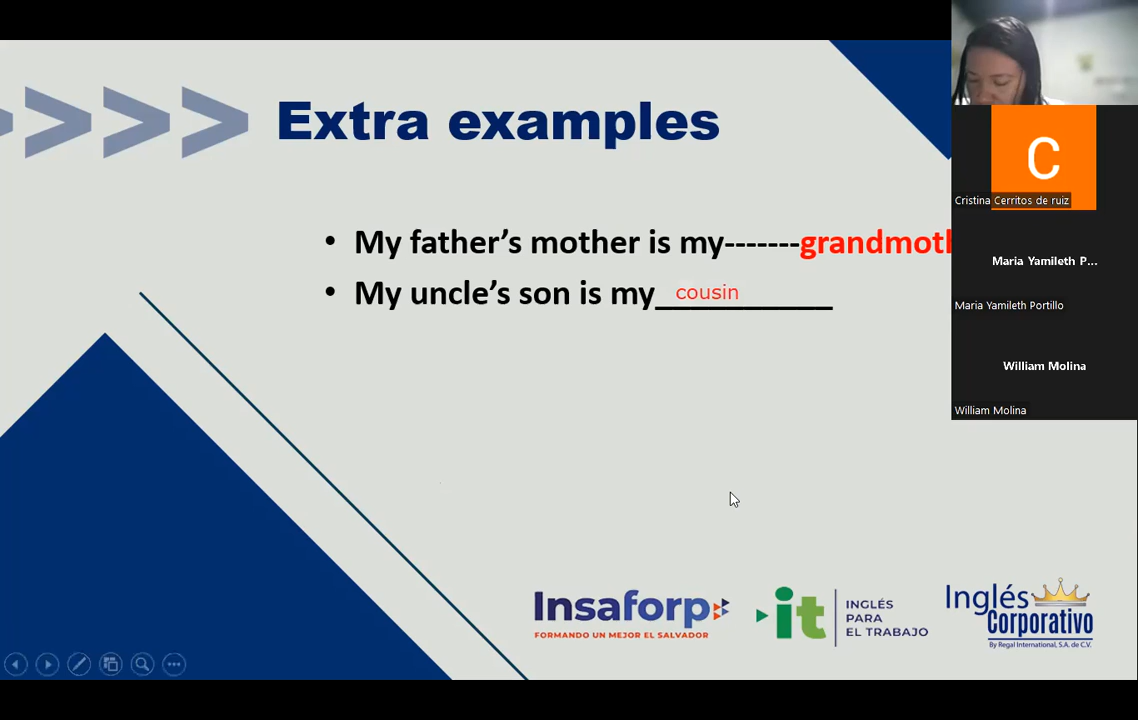 Extra examples
• My father's mother is my-------grandmoth
• My uncle's son is my____________
cousin
C
Cristina Cerritos de ruiz
Maria Yamileth P...
Maria Yamileth Portillo
William Molina
William Molina
Insaforp
FORMANDO UN MEJOR EL SALVADOR
it
INGLÉS
PARA
EL TRABAJO
Inglés
Corporativo
By Regal International, S.A. de C.V.